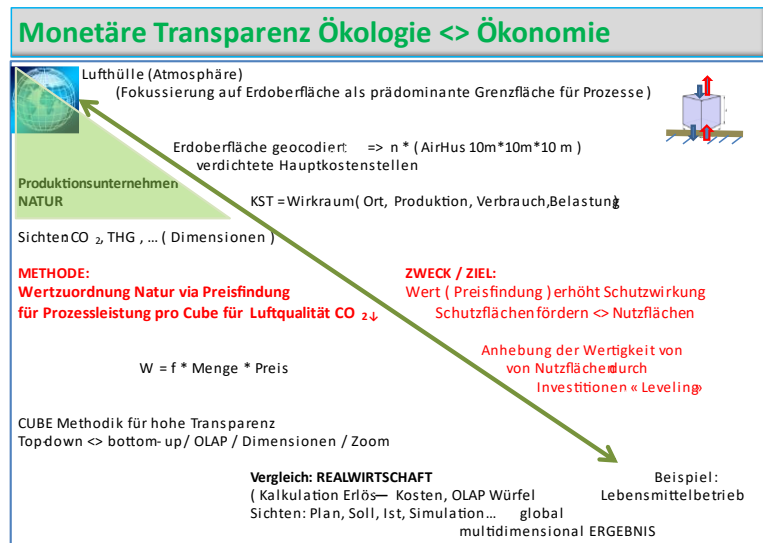 Monetäre Transparenz Ökologie <> Ökonomie
Lufthülle (Atmosphäre)
(Fokussierung auf Erdoberfläche als prädominante Grenzfläche für Prozesse)
Erdoberfläche geocodiert => n * ( AirHus 10m*10m*10 m )
verdichtete Hauptkostenstellen
Produktionsunternehmen
NATUR
KST = Wirkraum( Ort, Produktion, Verbrauch,Belastung)
Sichten: CO 2, THG , ... ( Dimensionen )
METHODE:
Wertzuordnung Natur via Preisfindung
für Prozessleistung pro Cube für Luftqualität CO 2↓
ZWECK / ZIEL:
Wert ( Preisfindung ) erhöht Schutzwirkung
Schutzflächen fördern <> Nutzflächen
Anhebung der Wertigkeit von
von Nutzflächen durch
Investitionen « Leveling»
W = f * Menge * Preis
CUBE Methodik für hohe Transparenz
Top-down <> bottom-up / OLAP / Dimensionen / Zoom
Vergleich: REALWIRTSCHAFT
( Kalkulation Erlös— Kosten, OLAP Würfel
Sichten: Plan, Soll, Ist, Simulation... global
multidimensional ERGEBNIS
Beispiel:
Lebensmittelbetrieb